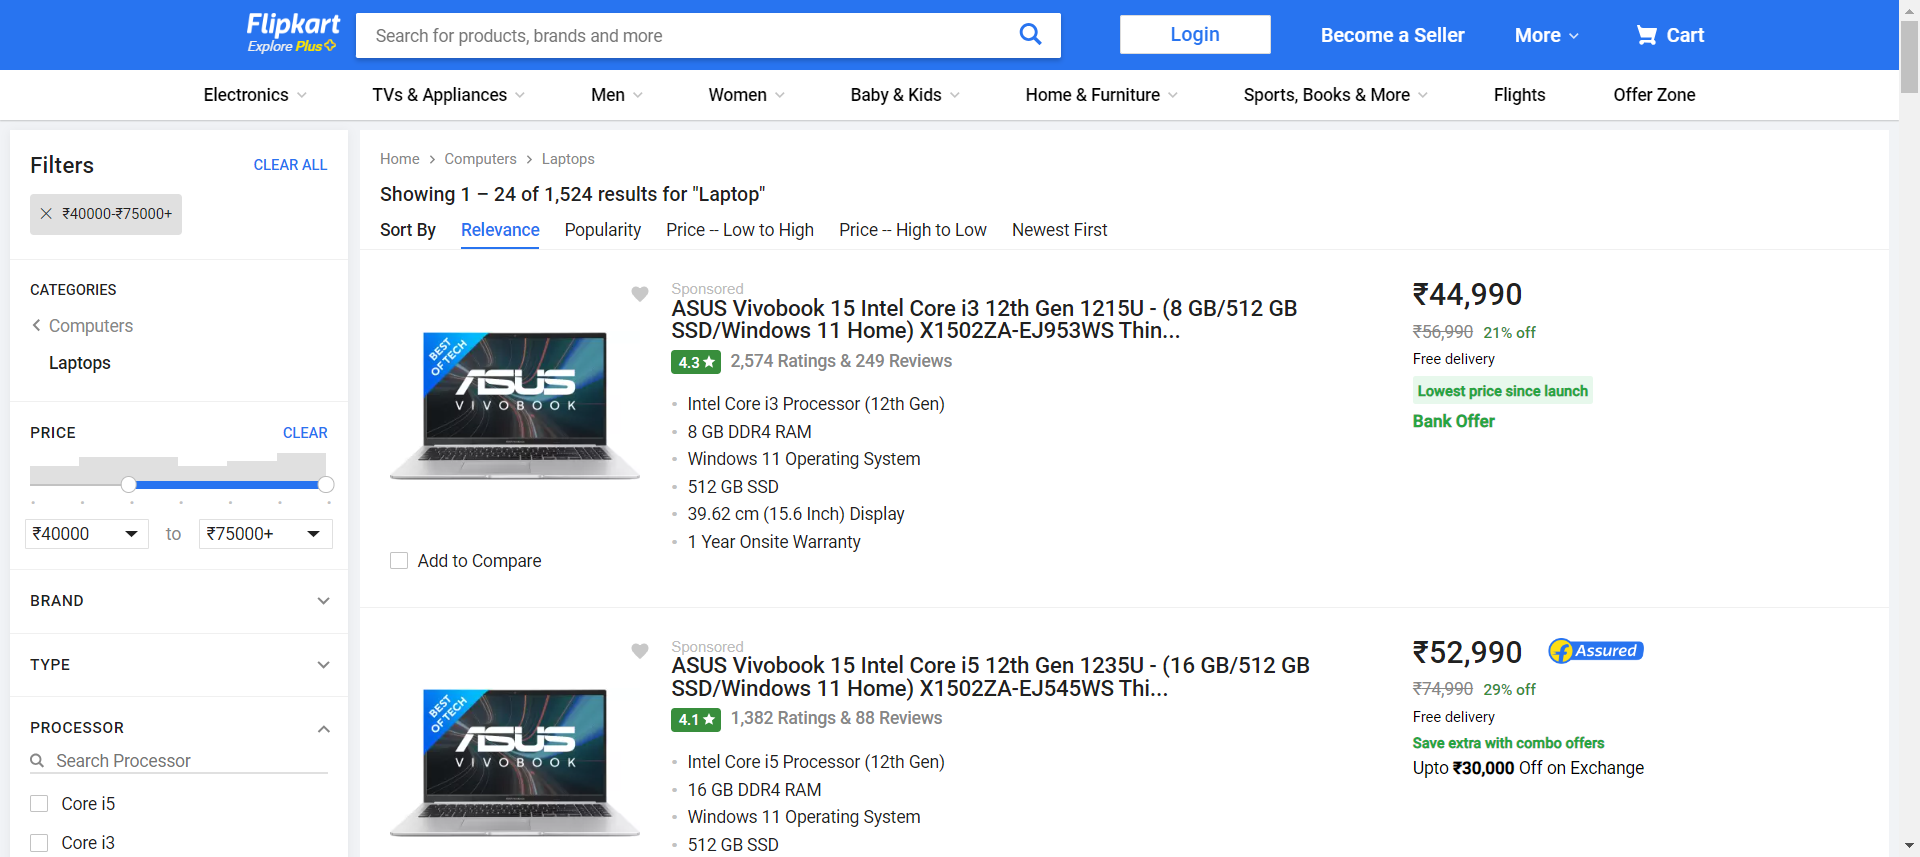 Flipkart
Explore Plus
Search for products, brands and more
Login
Become a Seller
More
Cart
Electronics
TVs & Appliances
Men
Women
Baby & Kids
Home & Furniture
Sports, Books & More
Flights
Offer Zone
Filters
CLEAR ALL
₹40000-₹75000+
CATEGORIES
Computers
Laptops
PRICE
CLEAR
₹40000
to
₹75000+
BRAND
TYPE
PROCESSOR
Search Processor
Core i5
Core i3
Home
Computers
Laptops
Showing 1 – 24 of 1,524 results for "Laptop"
Sort By
Relevance
Popularity
Price -- Low to High
Price -- High to Low
Newest First
BEST
OF TECH
ASUS
VIVOBOOK
Add to Compare
Sponsored
ASUS Vivobook 15 Intel Core i3 12th Gen 1215U - (8 GB/512 GB
SSD/Windows 11 Home) X1502ZA-EJ953WS Thin...
4.3
2,574 Ratings & 249 Reviews
Intel Core i3 Processor (12th Gen)
8 GB DDR4 RAM
Windows 11 Operating System
512 GB SSD
39.62 cm (15.6 Inch) Display
1 Year Onsite Warranty
₹44,990
₹56,990 21% off
Free delivery
Lowest price since launch
Bank Offer
BEST
OF TECH
ASUS
VIVOBOOK
Sponsored
ASUS Vivobook 15 Intel Core i5 12th Gen 1235U - (16 GB/512 GB
SSD/Windows 11 Home) X1502ZA-EJ545WS Thi...
4.1
1,382 Ratings & 88 Reviews
Intel Core i5 Processor (12th Gen)
16 GB DDR4 RAM
Windows 11 Operating System
512 GB SSD
₹52,990
Assured
₹74,990 29% off
Free delivery
Save extra with combo offers
Upto ₹30,000 Off on Exchange